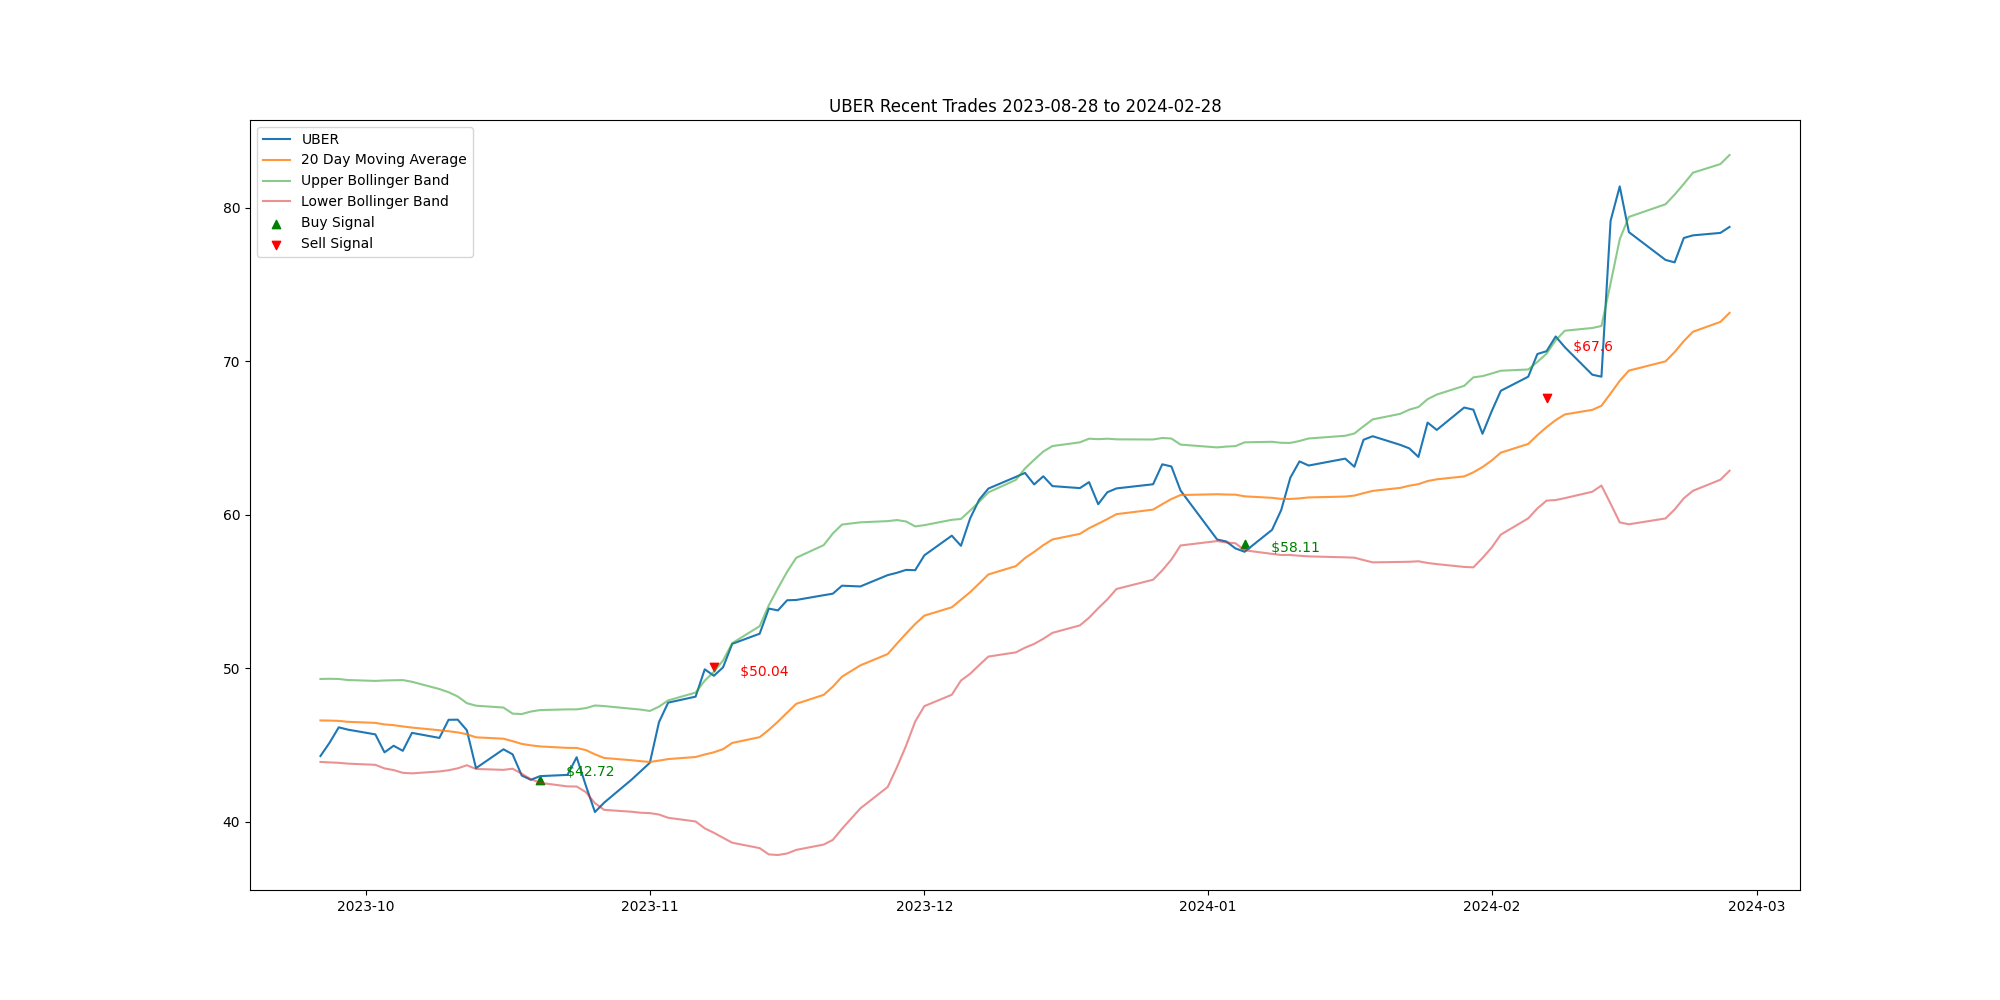 UBER Recent Trades 2023-08-28 to 2024-02-28
UBER
20 Day Moving Average
Upper Bollinger Band
Lower Bollinger Band
Buy Signal
Sell Signal
80
70
60
50
40
$67.6
$58.11
$50.04
$42.72
2023-10
2023-11
2023-12
2024-01
2024-02
2024-03